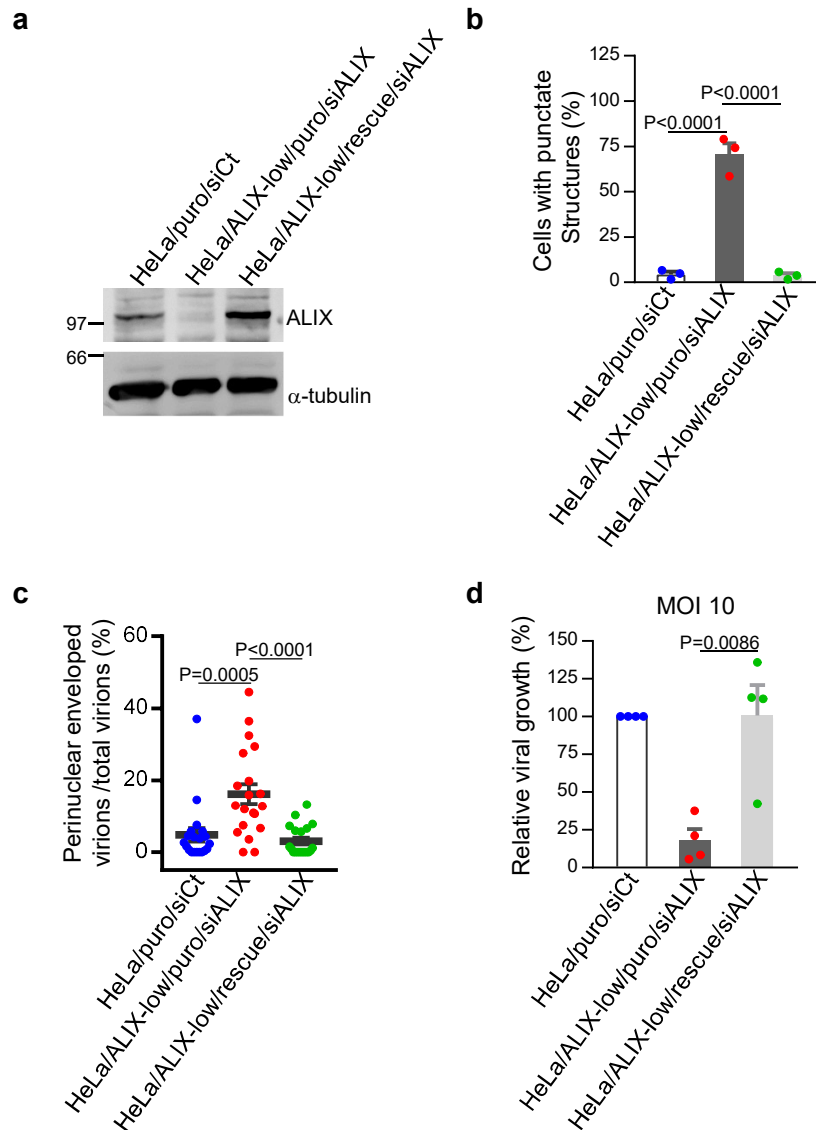 a
HeLa/puro/siCt
HeLa/ALIX-low/puro/siALIX
HeLa/ALIX-low/rescue/siALIX
97
ALIX
66
α-tubulin
b
Cells with punctate
Structures (%)
125
100
75
50
25
0
P<0.0001
P<0.0001
HeLa/puro/siCt
HeLa/ALIX-low/puro/siALIX
HeLa/ALIX-low/rescue/siALIX
c
Perinuclear enveloped
virions /total virions (%)
60
40
20
0
P<0.0001
P=0.0005
HeLa/puro/siCt
HeLa/ALIX-low/puro/siALIX
HeLa/ALIX-low/rescue/siALIX
d
MOI 10
Relative viral growth (%)
150
125
100
75
50
25
0
P=0.0086
HeLa/puro/siCt
HeLa/ALIX-low/puro/siALIX
HeLa/ALIX-low/rescue/siALIX